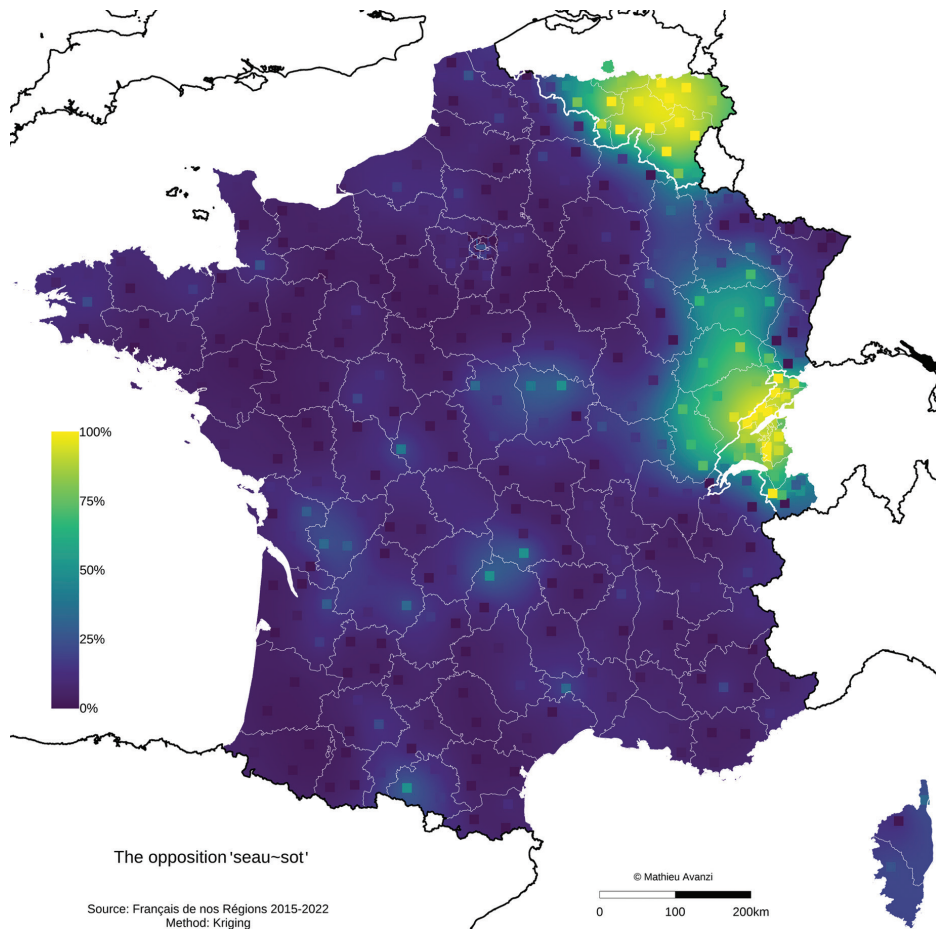 100%
75%
50%
25%
0%
The opposition 'seau~sot'
Source: Français de nos Régions 2015-2022
Method: Kriging
© Mathieu Avanzi
0 100 200km